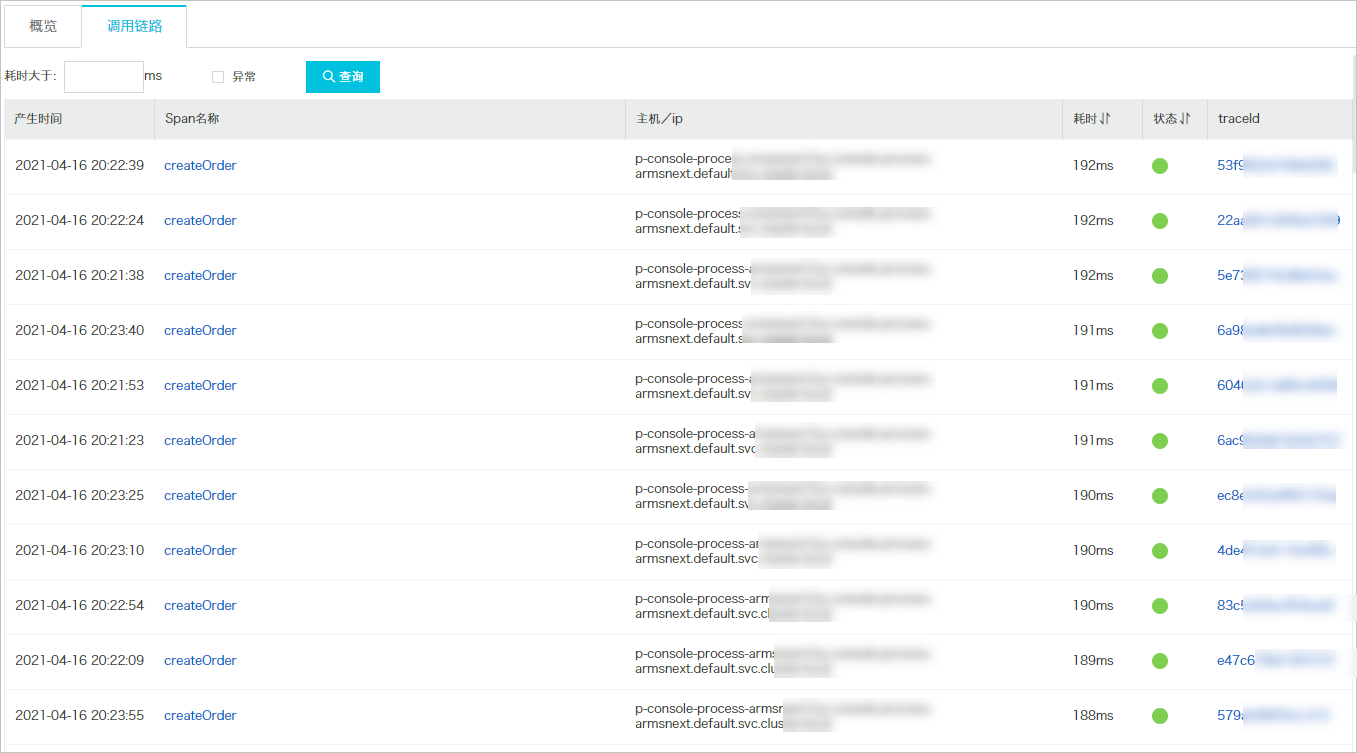 概览 调用链路
耗时大于: ms 异常 查询
产生时间 Span名称 主机／ip 耗时 状态 traceId
2021-04-16 20:22:39 createOrder p-console-proce 192ms 53f9
armsnext.default
2021-04-16 20:22:24 createOrder p-console-process 192ms 22aa
armsnext.default.s
2021-04-16 20:21:38 createOrder p-console-process-a 192ms 5e73
armsnext.default.sv
2021-04-16 20:23:40 createOrder p-console-process 191ms 6a98
armsnext.default.s
2021-04-16 20:21:53 createOrder p-console-process-a 191ms 6046
armsnext.default.sv
2021-04-16 20:21:23 createOrder p-console-process-a 191ms 6ac9
armsnext.default.svc
2021-04-16 20:23:25 createOrder p-console-process- 190ms ec8e
armsnext.default.sv
2021-04-16 20:23:10 createOrder p-console-process-ar 190ms 4de4
armsnext.default.svc
2021-04-16 20:22:54 createOrder p-console-process-arm 190ms 83c5
armsnext.default.svc.cl
2021-04-16 20:22:09 createOrder p-console-process-arms 189ms e47c6
armsnext.default.svc.clu
2021-04-16 20:23:55 createOrder p-console-process-armsn 188ms 579a
armsnext.default.svc.clus